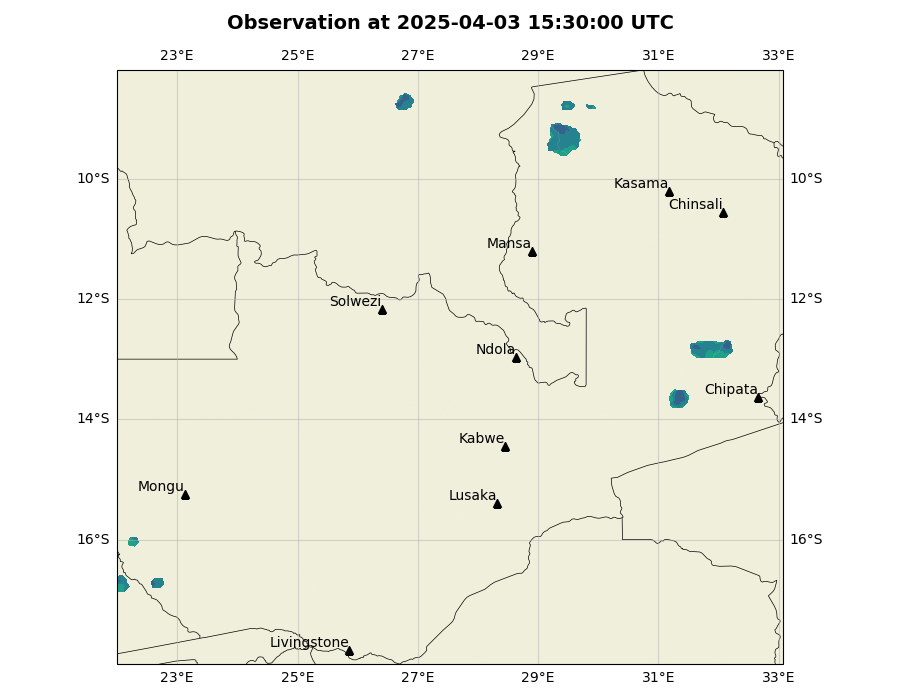 Observation at 2025-04-03 15:30:00 UTC
23°E 25°E 27°E 29°E 31°E 33°E
10°S 10°S
Kasama
Chinsali
Mansa
12°S 12°S
Solwezi
Ndola
Chipata
14°S 14°S
Kabwe
Mongu
Lusaka
16°S 16°S
Livingstone
23°E 25°E 27°E 29°E 31°E 33°E